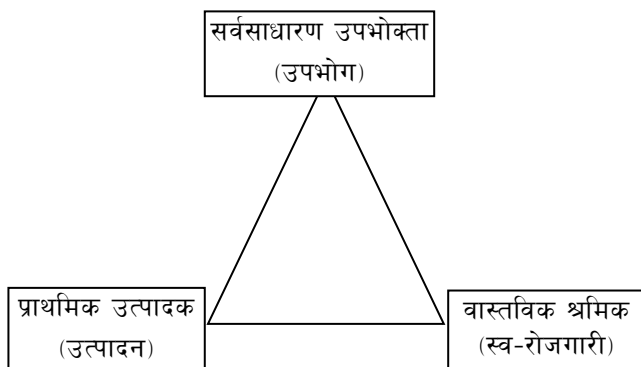 सर्वसाधारण उपभोक्ता
(उपभोग)
प्राथमिक उत्पादक
(उत्पादन)
वास्तविक श्रमिक
(स्व-रोजगारी)